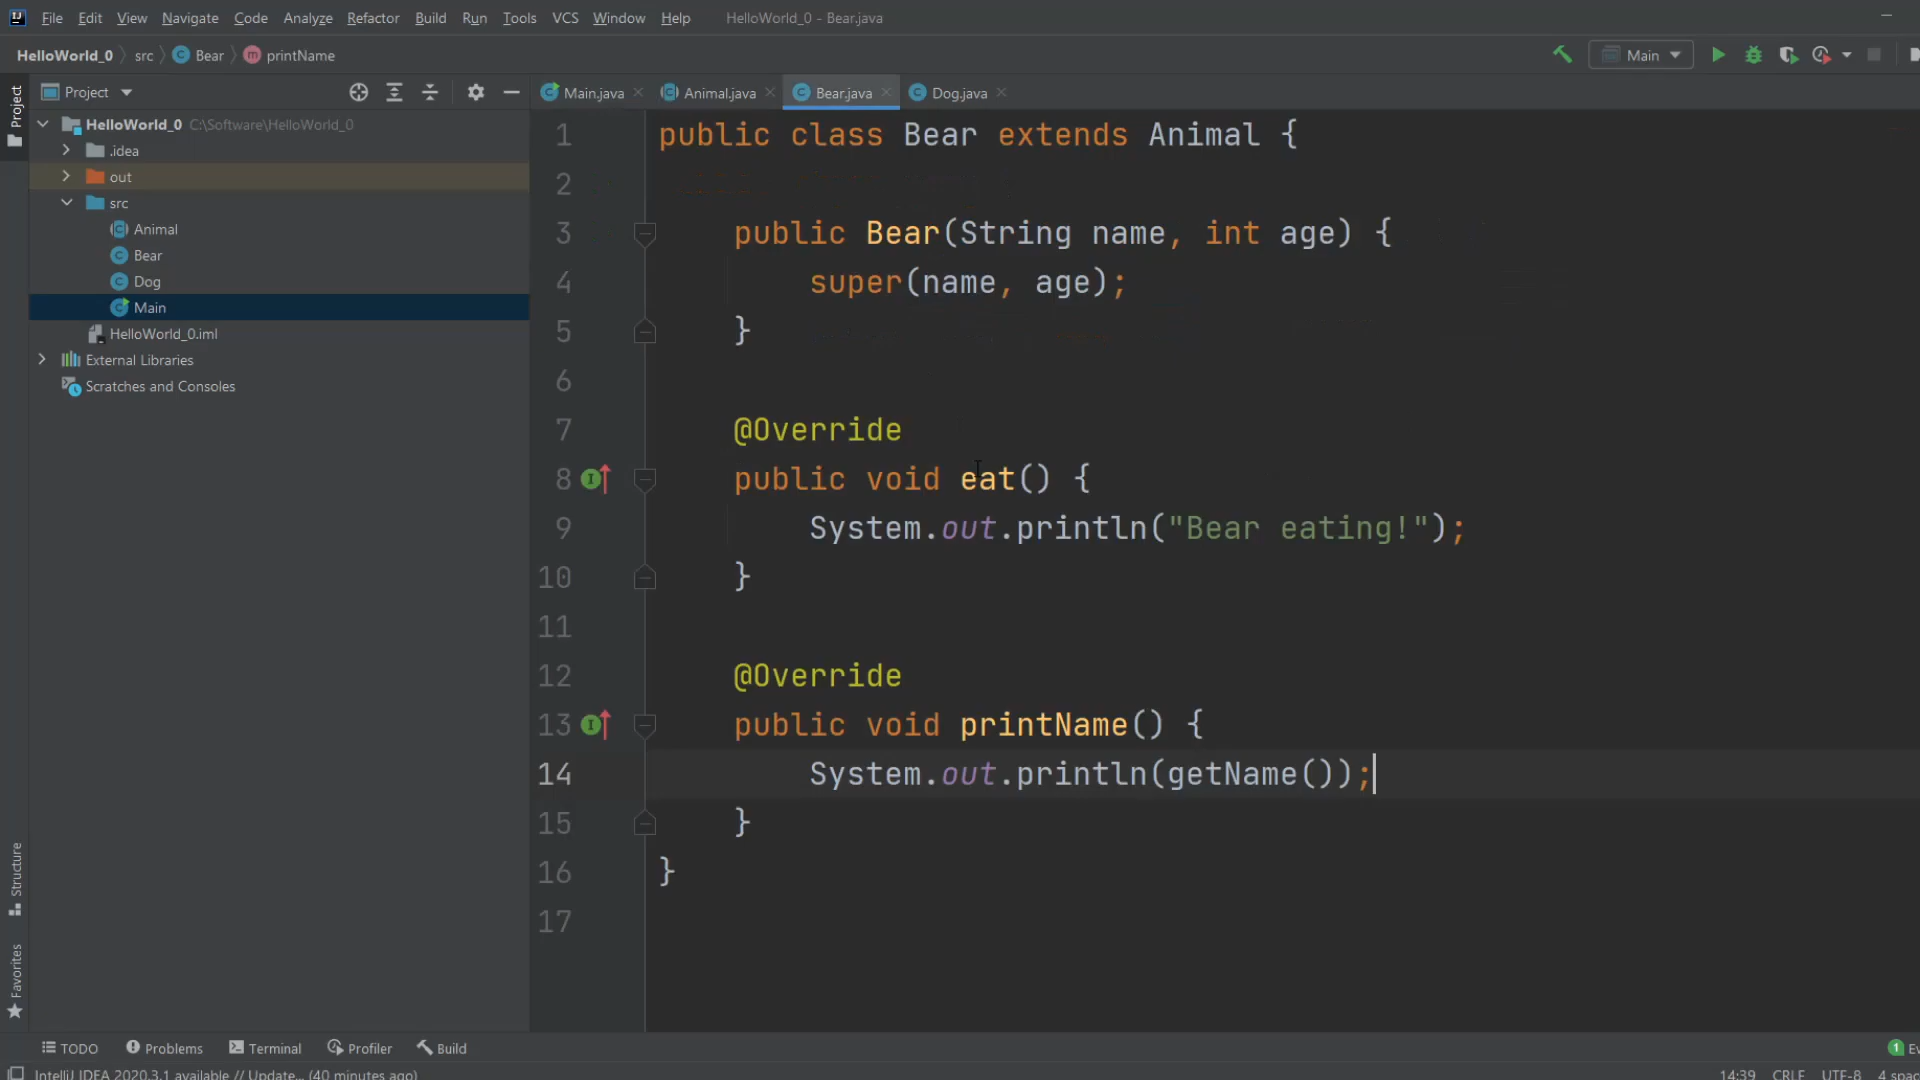 File Edit View Navigate Code Analyze Refactor Build Run Tools VCS Window Help HelloWorld_0 - Bear.java
HelloWorld_0 src Bear printName Main
Project Main.java Animal.java Bear.java Dog.java
Project
HelloWorld_0 C:\Software\HelloWorld_0
.idea
out
src
Animal
Bear
Dog
Main
HelloWorld_0.iml
External Libraries
Scratches and Consoles
1 public class Bear extends Animal {
2
3 public Bear(String name, int age) {
4 super(name, age);
5 }
6
7 @Override
8 public void eat() {
9 System.out.println("Bear eating!");
10 }
11
12 @Override
13 public void printName() {
14 System.out.println(getName());
15 }
16 }
17
Structure
Favorites
TODO Problems Terminal Profiler Build 1 Ev
IntelliJ IDEA 2020.3.1 available // Update... (40 minutes ago) 14:39 CRLF UTF-8 4 spac